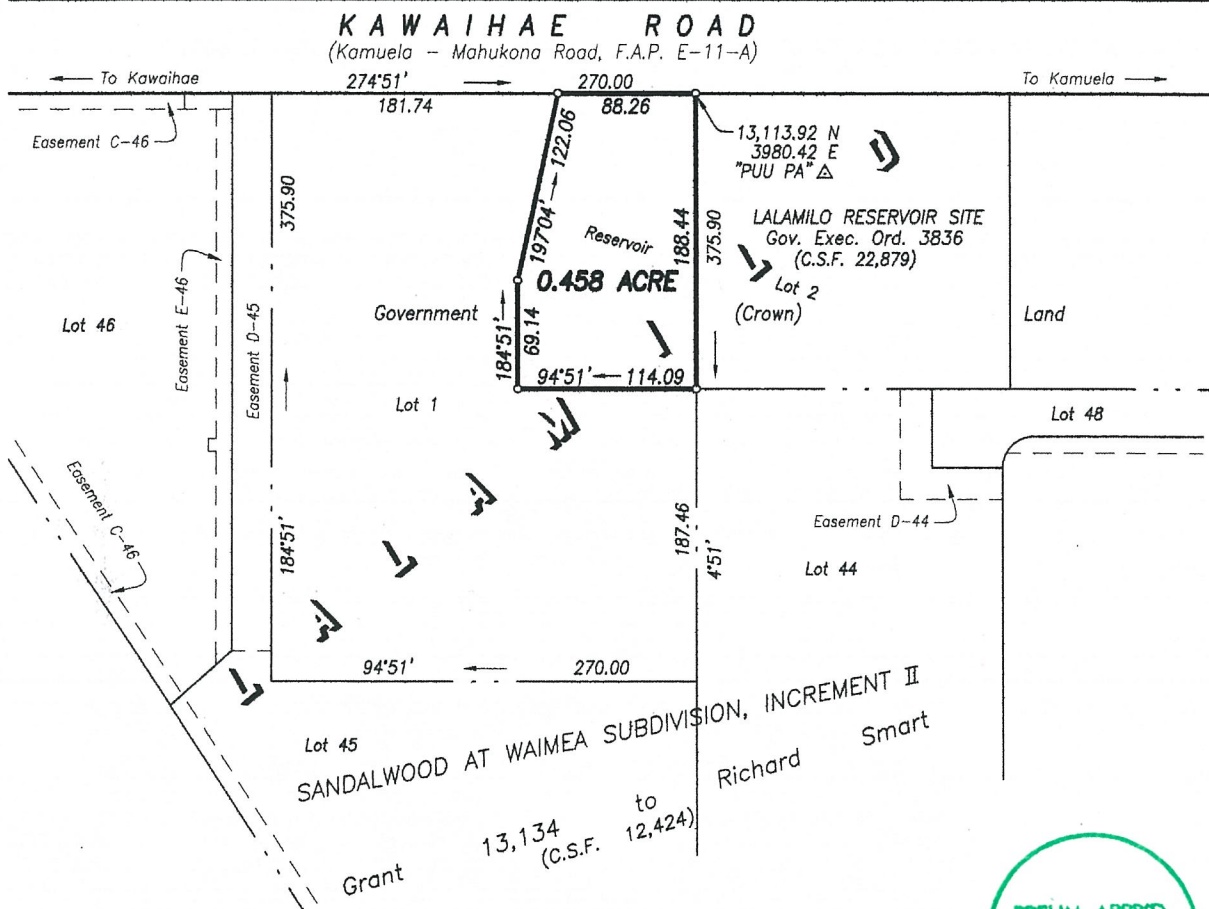 KAWAIHAE ROAD
(Kamuela - Mahukona Road, F.A.P. E-11-A)
To Kawaihae
274°51'
270.00
To Kamuela
181.74
88.26
Easement C-46
13,113.92 N
3980.42 E
"PUU PA"
197°04'
122.06
375.90
188.44
375.90
LALAMILO RESERVOIR SITE
Gov. Exec. Ord. 3836
(C.S.F. 22,879)
Reservoir
0.458 ACRE
Lot 2
(Crown)
Lot 46
Easement E-46
Easement D-45
Government
Land
184°51'
69.14
94°51'
114.09
Lot 1
Lot 48
LALAMILO
Easement C-46
184°51'
187.46
4°51'
Easement D-44
Lot 44
94°51'
270.00
Lot 45
SANDALWOOD AT WAIMEA SUBDIVISION, INCREMENT II
Grant 13,134 to Richard Smart
(C.S.F. 12,424)